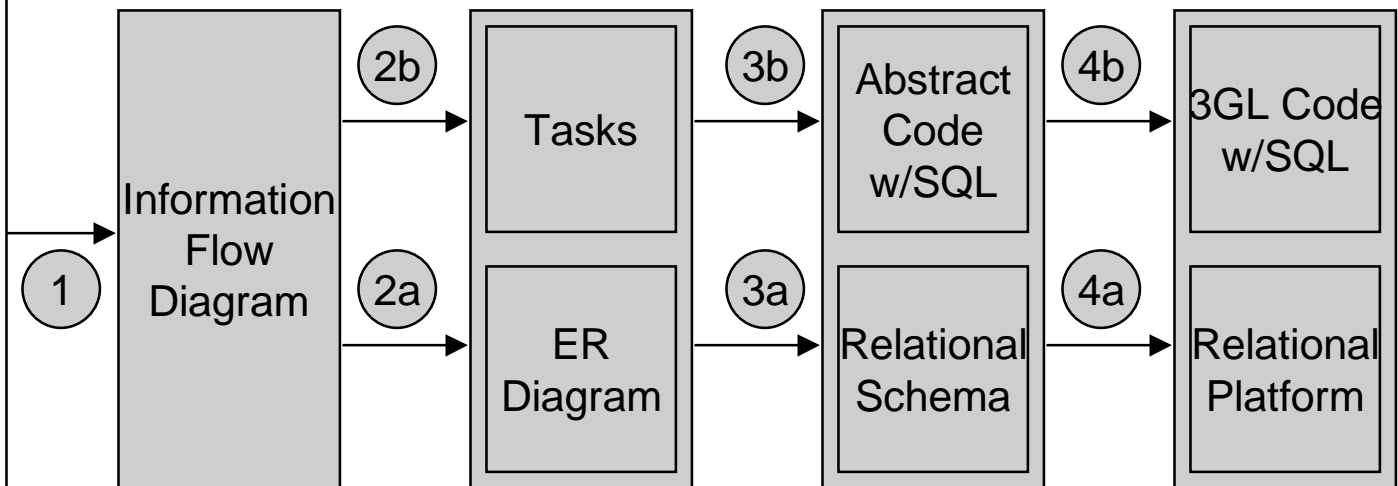 1
Information
Flow
Diagram
2b
2a
Tasks
ER
Diagram
3b
3a
Abstract
Code
w/SQL
Relational
Schema
4b
4a
3GL Code
w/SQL
Relational
Platform